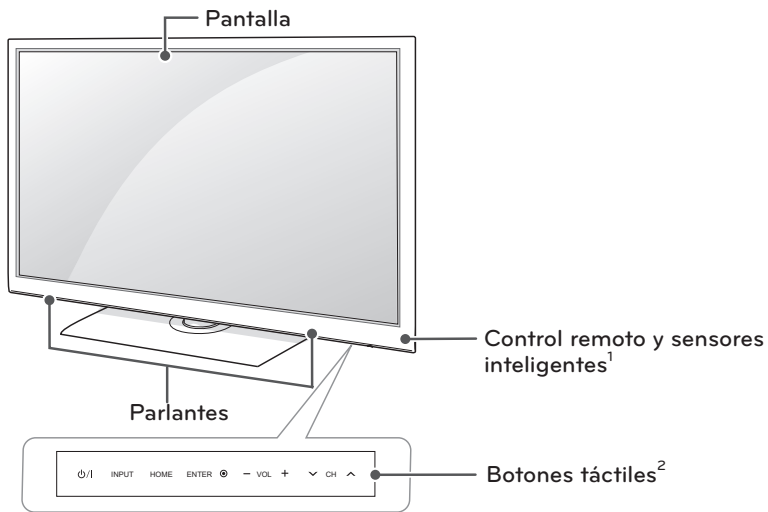 Pantalla
Control remoto y sensores
inteligentes¹
Parlantes
⏻/I INPUT HOME ENTER ⦿ − VOL + ∨ CH ∧
Botones táctiles²